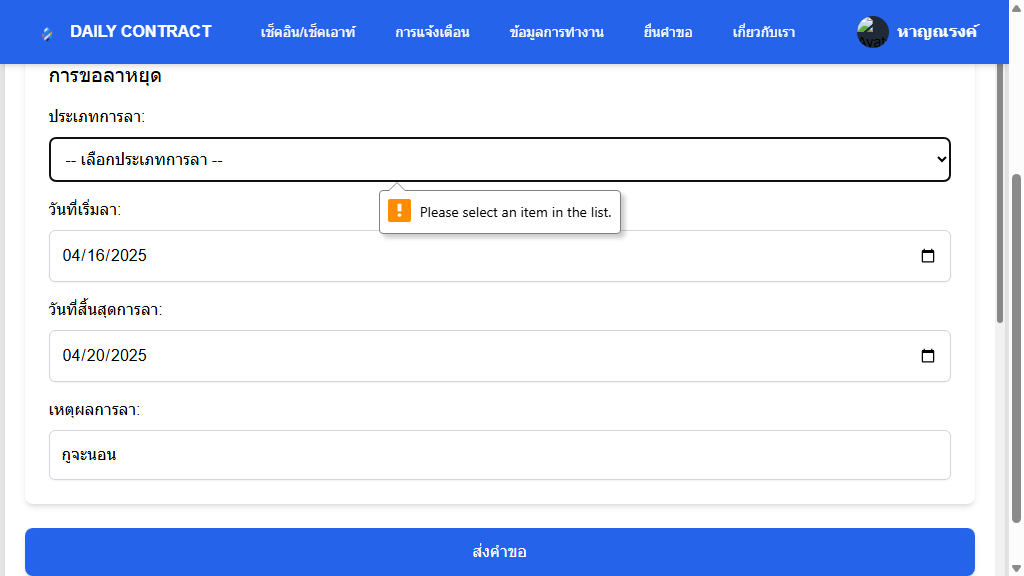 DAILY CONTRACT เช็คอิน/เช็คเอาท์ การแจ้งเตือน ข้อมูลการทำงาน ยื่นคำขอ เกี่ยวกับเรา หาญณรงค์
การขอลาหยุด
ประเภทการลา:
-- เลือกประเภทการลา --
Please select an item in the list.
วันที่เริ่มลา:
04/16/2025
วันที่สิ้นสุดการลา:
04/20/2025
เหตุผลการลา:
กูจะนอน
ส่งคำขอ